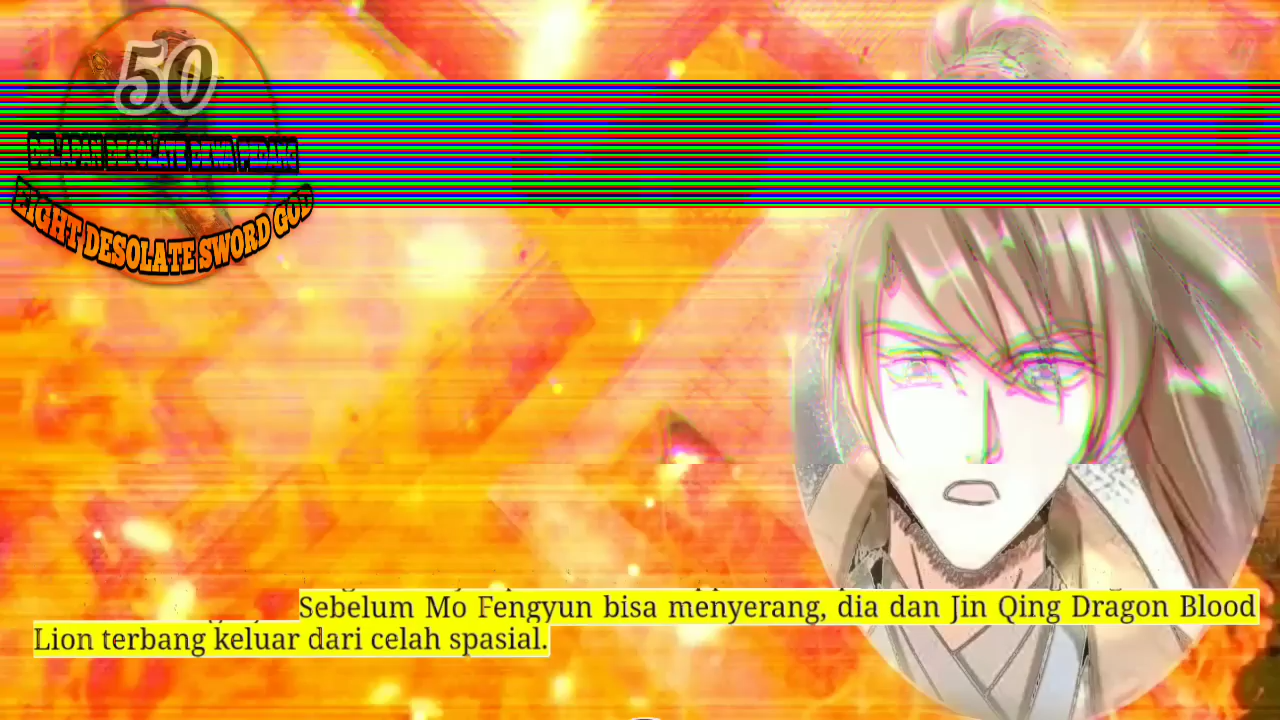 50
EIGHT DESOLATE SWORD GOD
Sebelum Mo Fengyun bisa menyerang, dia dan Jin Qing Dragon Blood
Lion terbang keluar dari celah spasial.